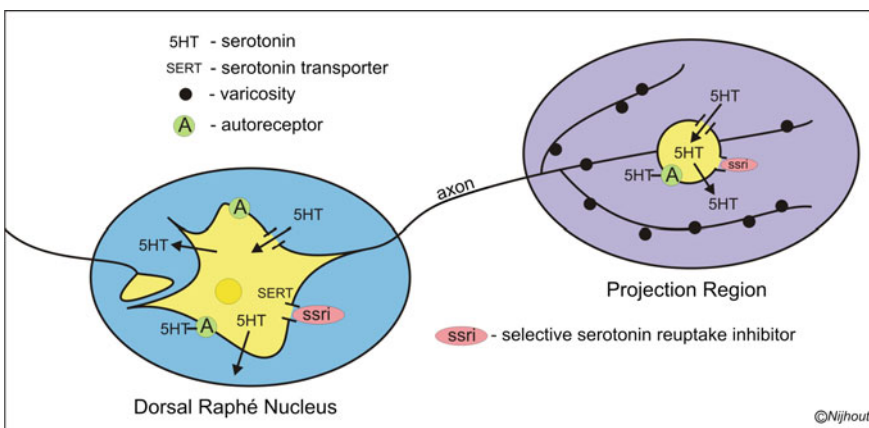 5HT - serotonin
SERT - serotonin transporter
- varicosity
A - autoreceptor
5HT
5HT
ssri
5HT A
5HT
axon
Projection Region
A
5HT
5HT
SERT
ssri
5HT
5HT A
ssri - selective serotonin reuptake inhibitor
Dorsal Raphé Nucleus
©Nijhout